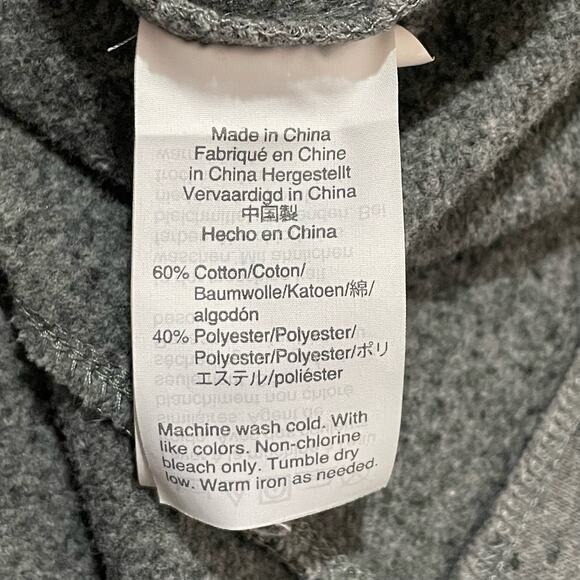 Made in China
Fabriqué en Chine
in China Hergestellt
Vervaardigd in China
中国製
Hecho en China
60% Cotton/Coton/
Baumwolle/Katoen/綿/
algodón
40% Polyester/Polyester/
Polyester/Polyester/ポリ
エステル/poliéster
Machine wash cold. With
like colors. Non-chlorine
bleach only. Tumble dry
low. Warm iron as needed.